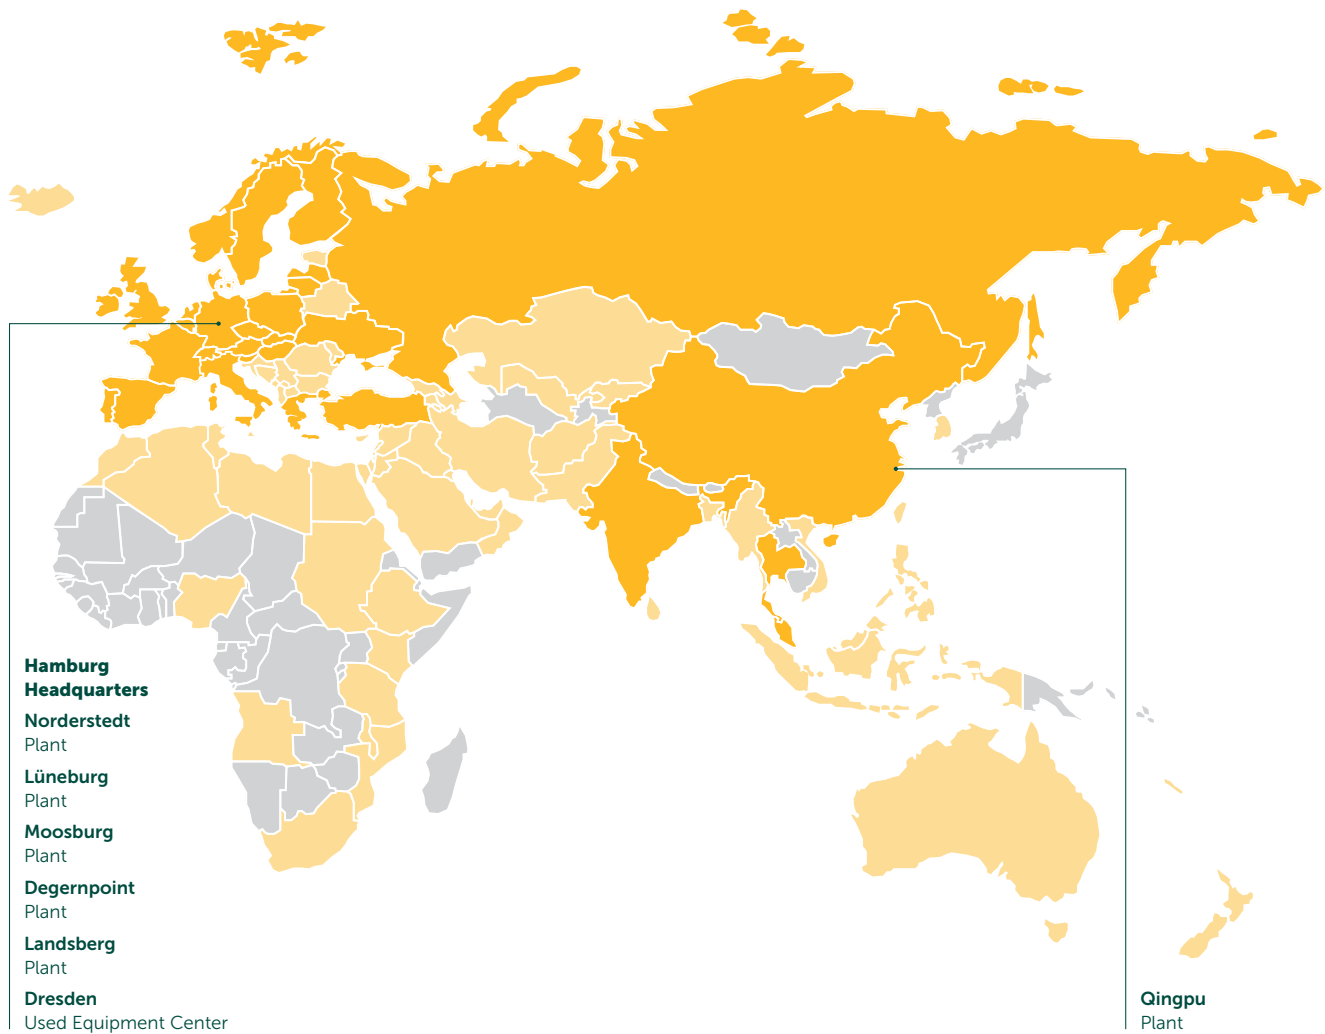 Hamburg
Headquarters
Norderstedt
Plant
Lüneburg
Plant
Moosburg
Plant
Degernpoint
Plant
Landsberg
Plant
Dresden
Used Equipment Center
Qingpu
Plant